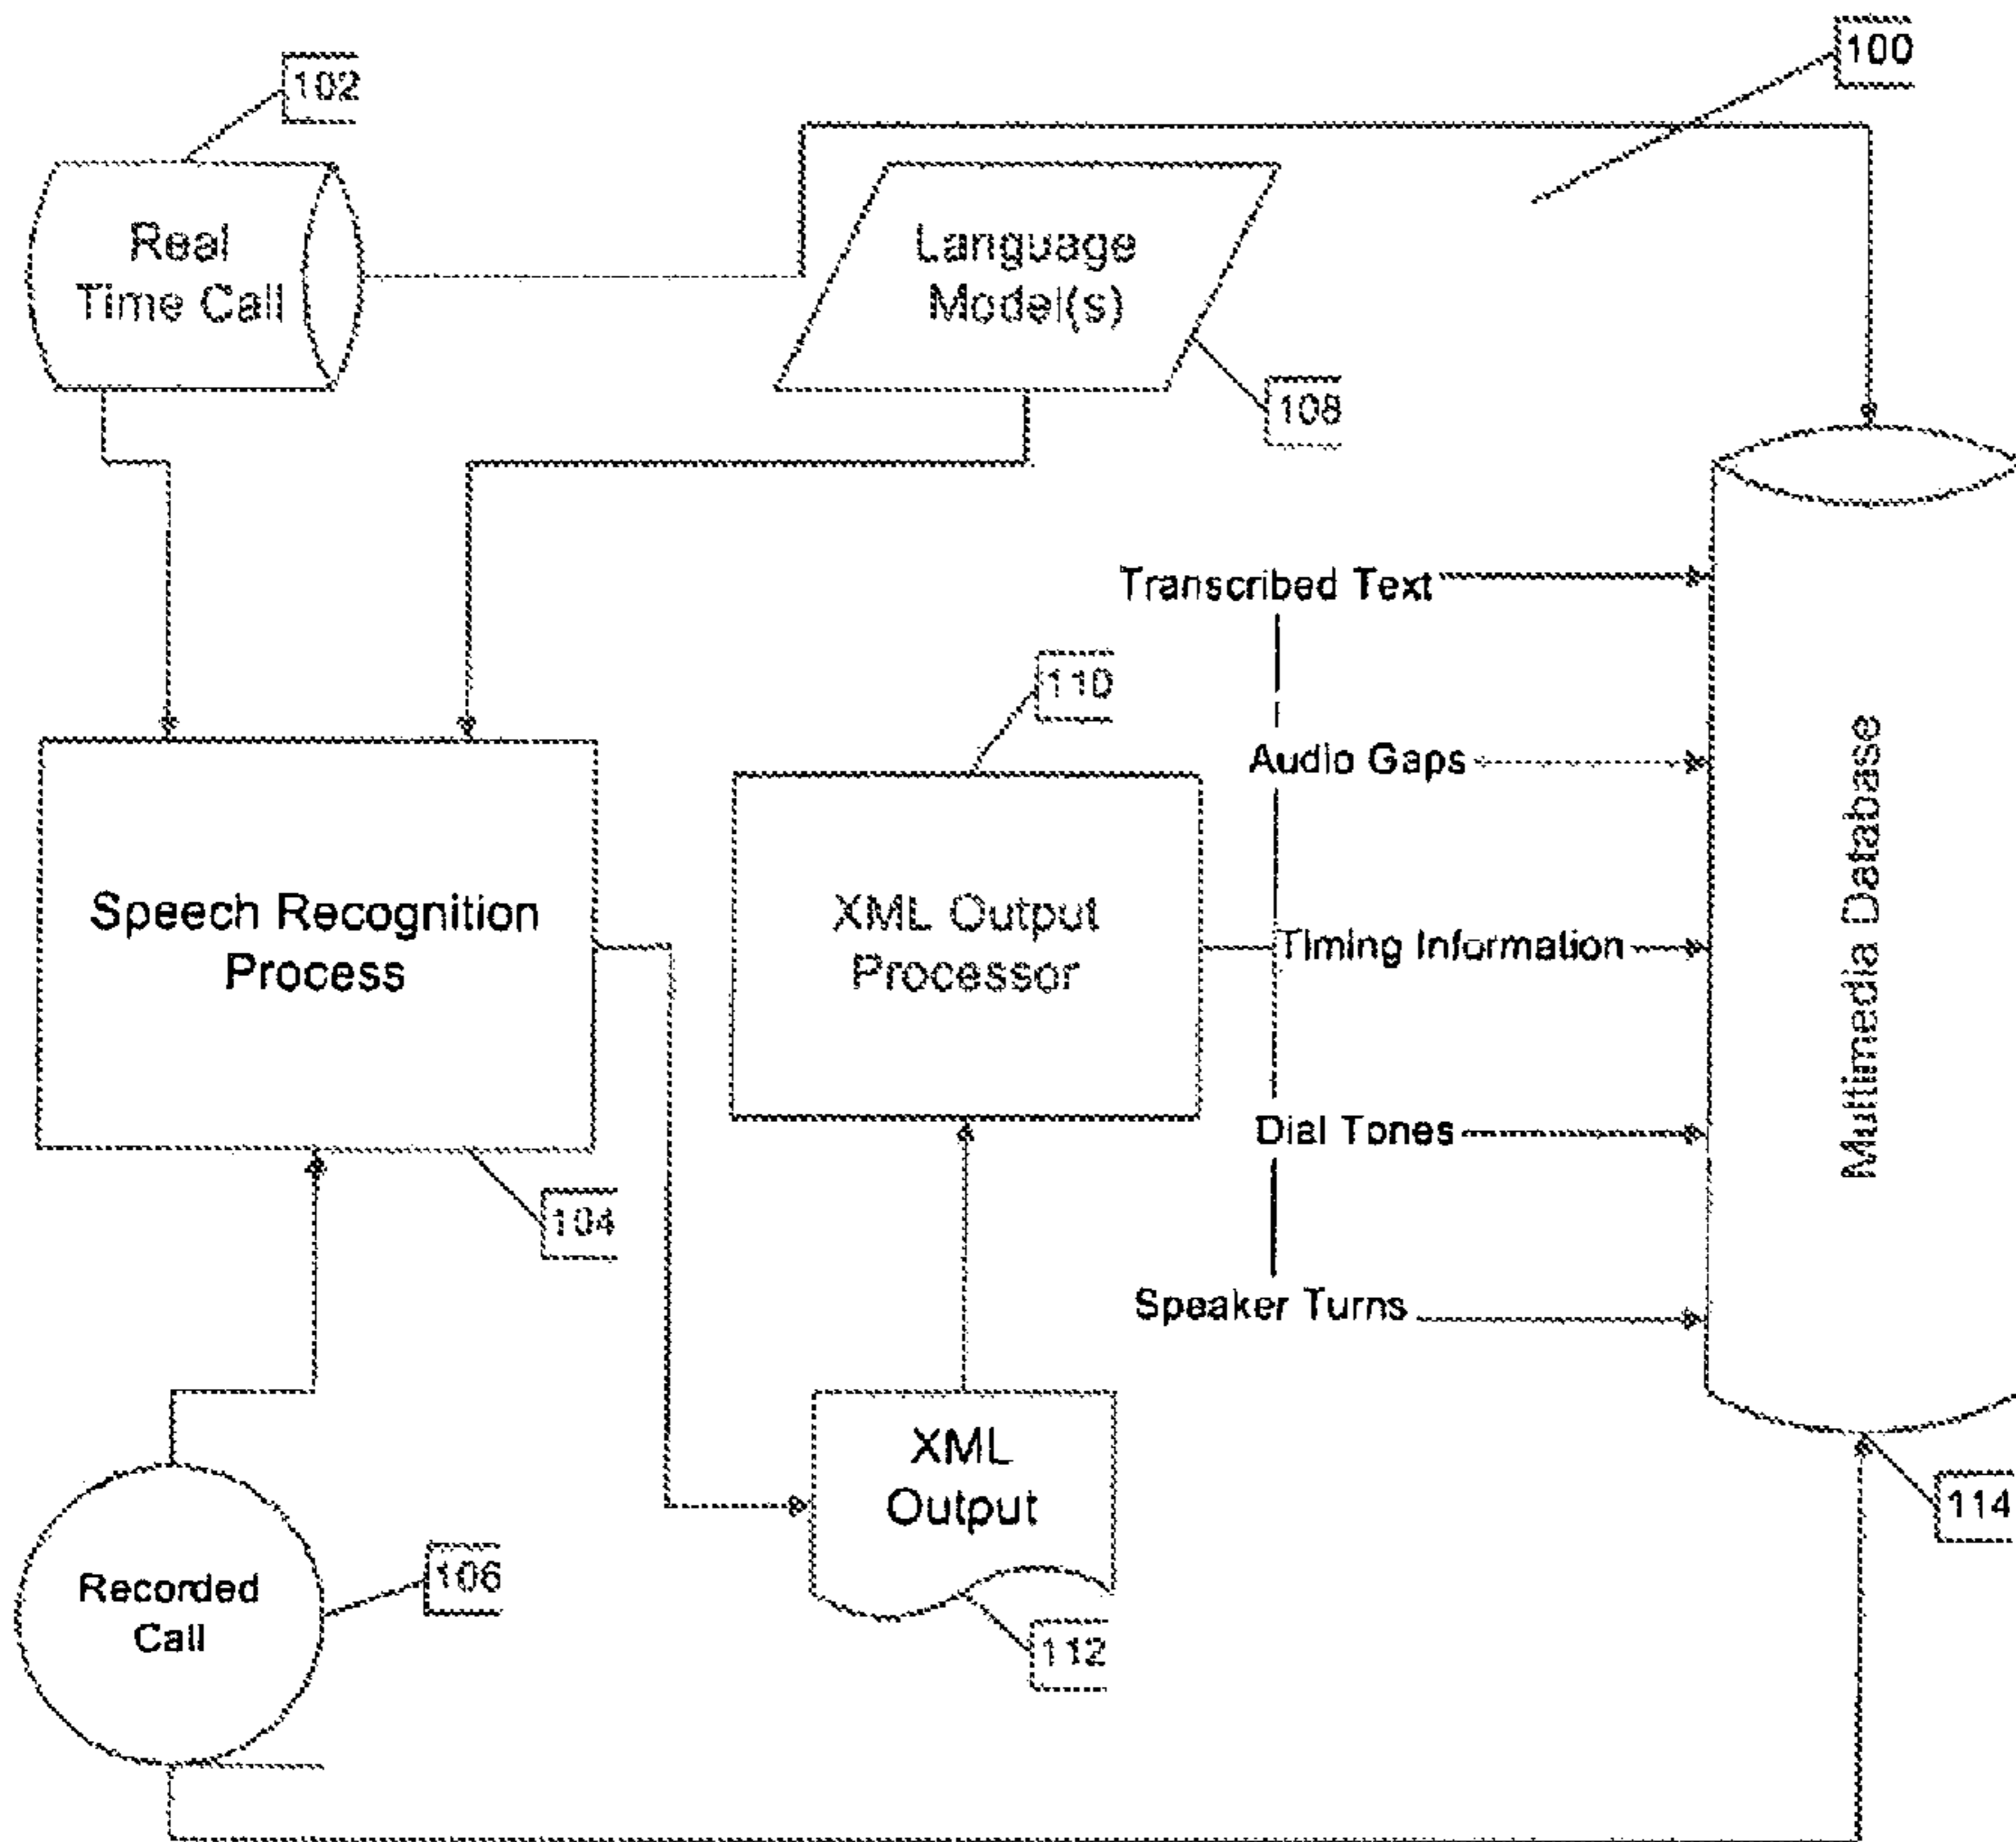 100
102
Real
Time Call
Language
Model(s)
108
Transcribed Text
110
Audio Gaps
Speech Recognition
Process
XML Output
Processor
Timing Information
Multimedia Database
Dial Tones
104
Speaker Turns
XML
Output
114
Recorded
Call
106
112